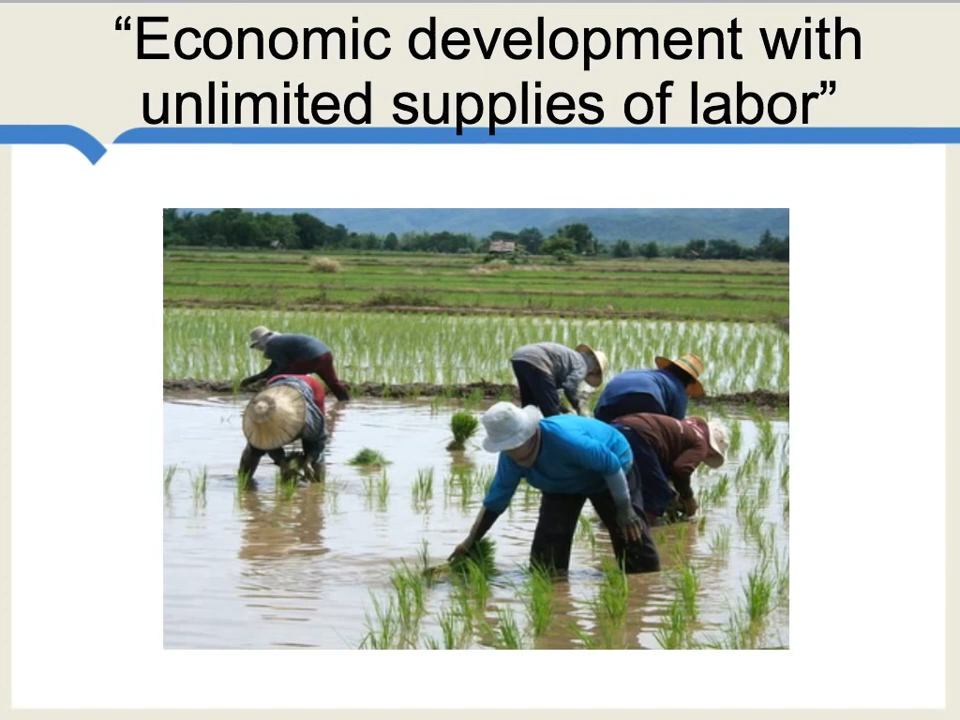 “Economic development with
unlimited supplies of labor”